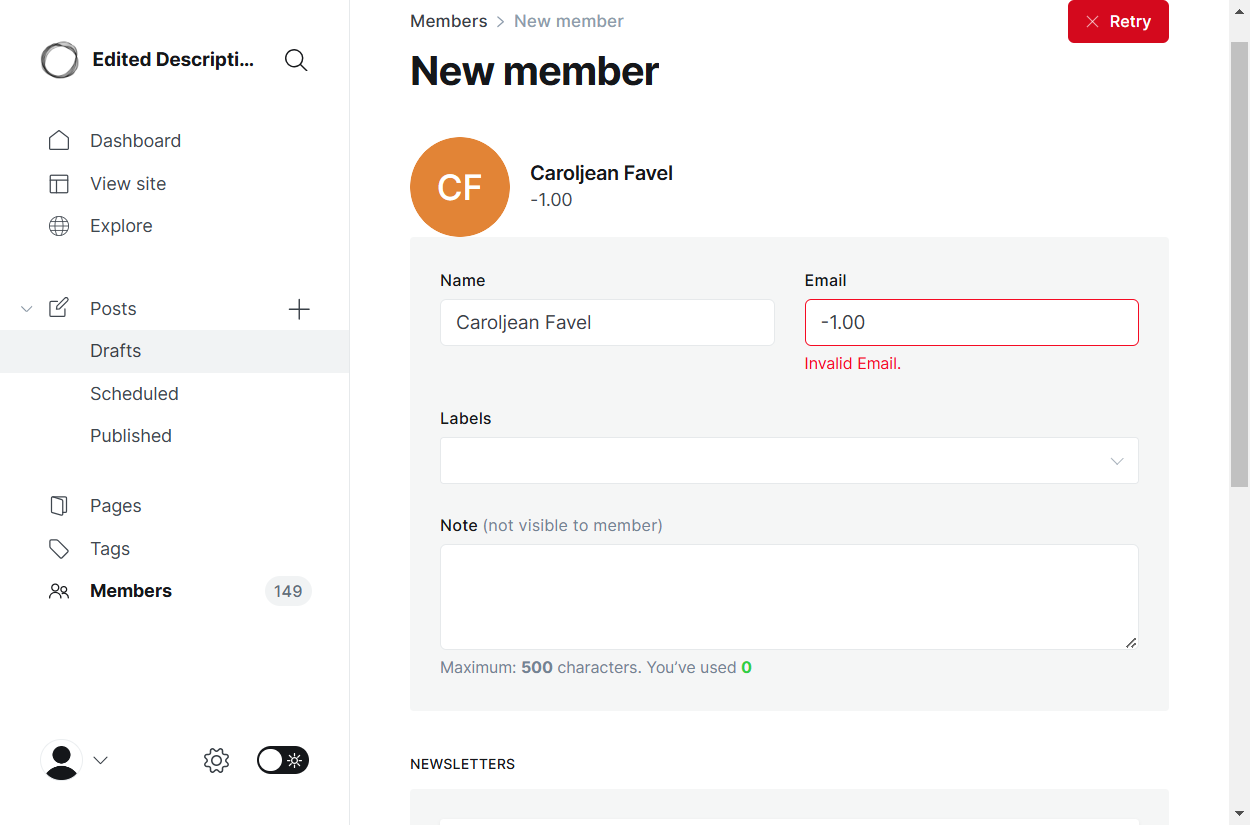 Edited Descripti...
Dashboard
View site
Explore
Posts
Drafts
Scheduled
Published
Pages
Tags
Members 149
Members > New member
Retry
New member
CF
Caroljean Favel
-1.00
Name
Caroljean Favel
Email
-1.00
Invalid Email.
Labels
Note (not visible to member)
Maximum: 500 characters. You’ve used 0
NEWSLETTERS